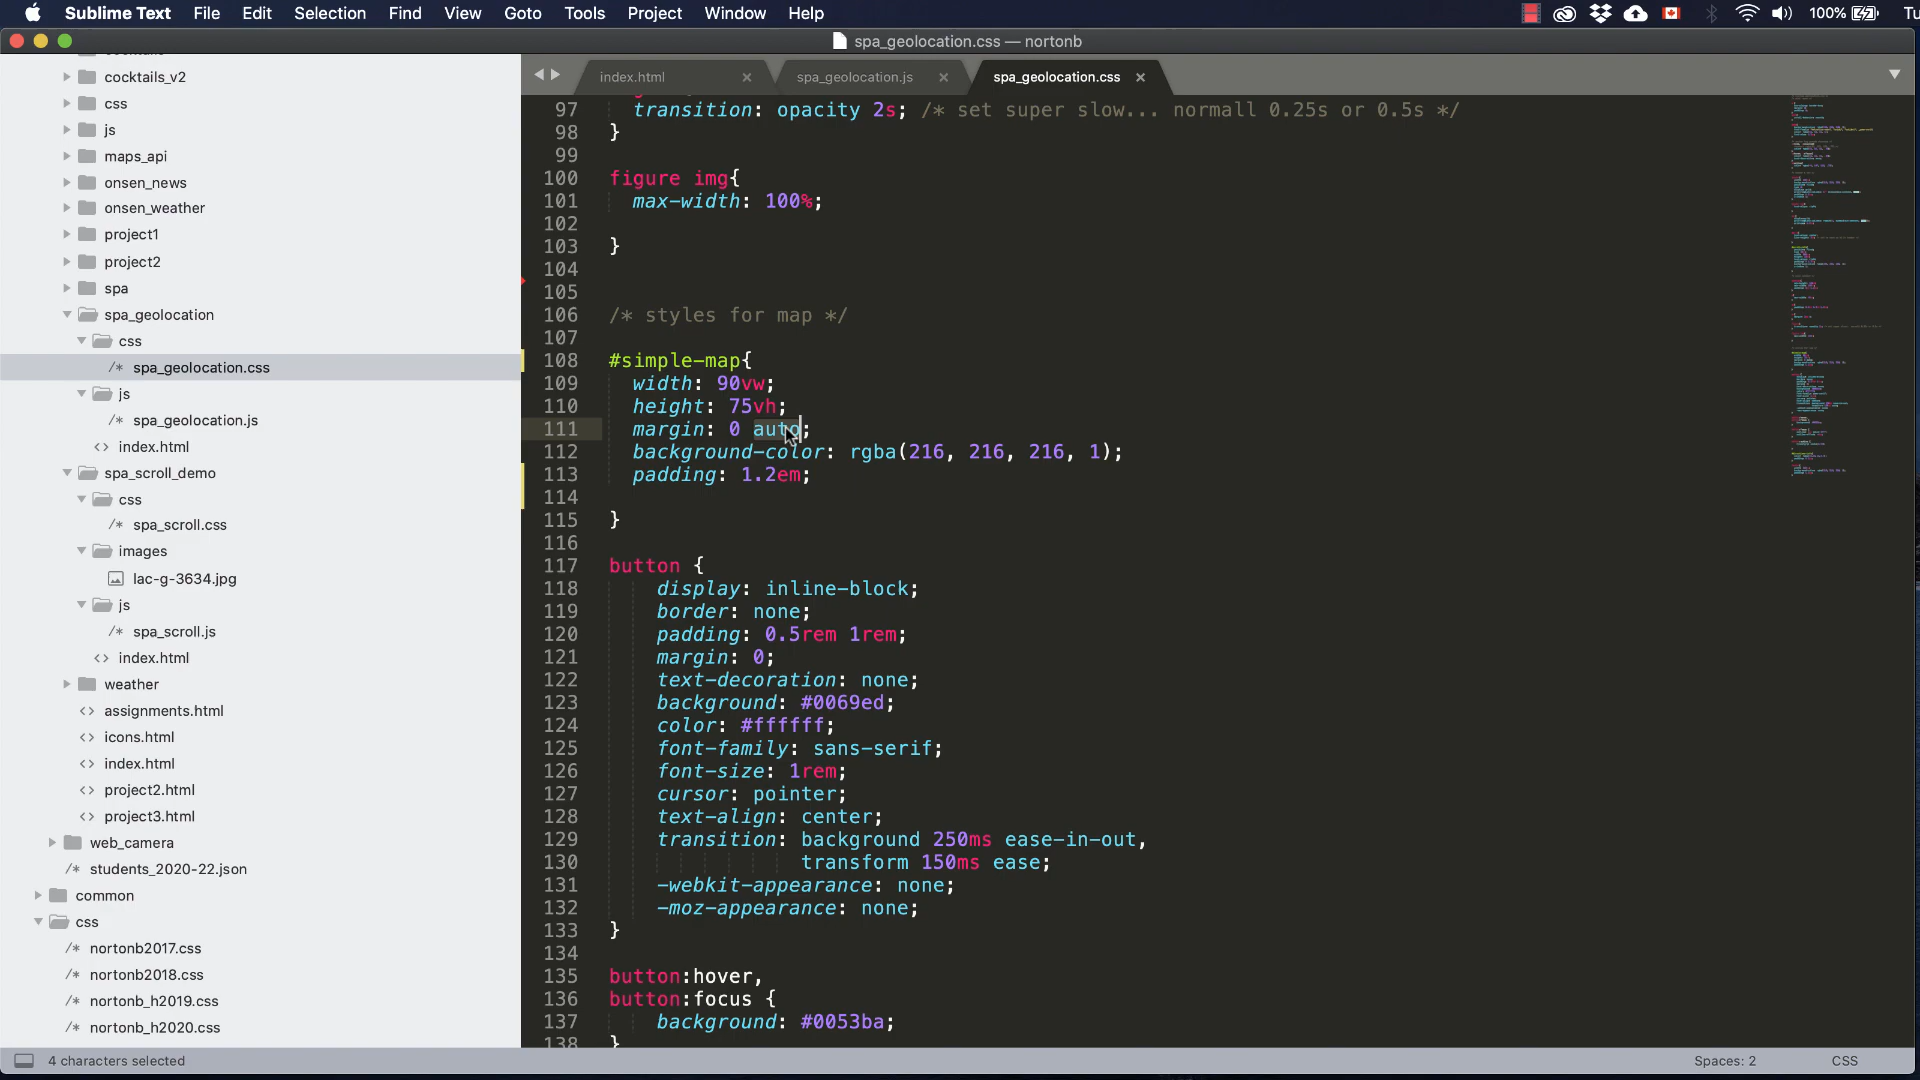 Sublime Text File Edit Selection Find View Goto Tools Project Window Help 100% Tu
spa_geolocation.css — nortonb
cocktails_v2
css
js
maps_api
onsen_news
onsen_weather
project1
project2
spa
spa_geolocation
css
/* spa_geolocation.css
js
/* spa_geolocation.js
<> index.html
spa_scroll_demo
css
/* spa_scroll.css
images
lac-g-3634.jpg
js
/* spa_scroll.js
<> index.html
weather
<> assignments.html
<> icons.html
<> index.html
<> project2.html
<> project3.html
web_camera
students_2020-22.json
common
css
/* nortonb2017.css
/* nortonb2018.css
/* nortonb_h2019.css
/* nortonb_h2020.css
index.html × spa_geolocation.js × spa_geolocation.css ×
97 transition: opacity 2s; /* set super slow... normall 0.25s or 0.5s */
98 }
99
100 figure img{
101 max-width: 100%;
102
103 }
104
105
106 /* styles for map */
107
108 #simple-map{
109 width: 90vw;
110 height: 75vh;
111 margin: 0 auto;
112 background-color: rgba(216, 216, 216, 1);
113 padding: 1.2em;
114
115 }
116
117 button {
118 display: inline-block;
119 border: none;
120 padding: 0.5rem 1rem;
121 margin: 0;
122 text-decoration: none;
123 background: #0069ed;
124 color: #ffffff;
125 font-family: sans-serif;
126 font-size: 1rem;
127 cursor: pointer;
128 text-align: center;
129 transition: background 250ms ease-in-out,
130 transform 150ms ease;
131 -webkit-appearance: none;
132 -moz-appearance: none;
133 }
134
135 button:hover,
136 button:focus {
137 background: #0053ba;
138 }
4 characters selected Spaces: 2 CSS